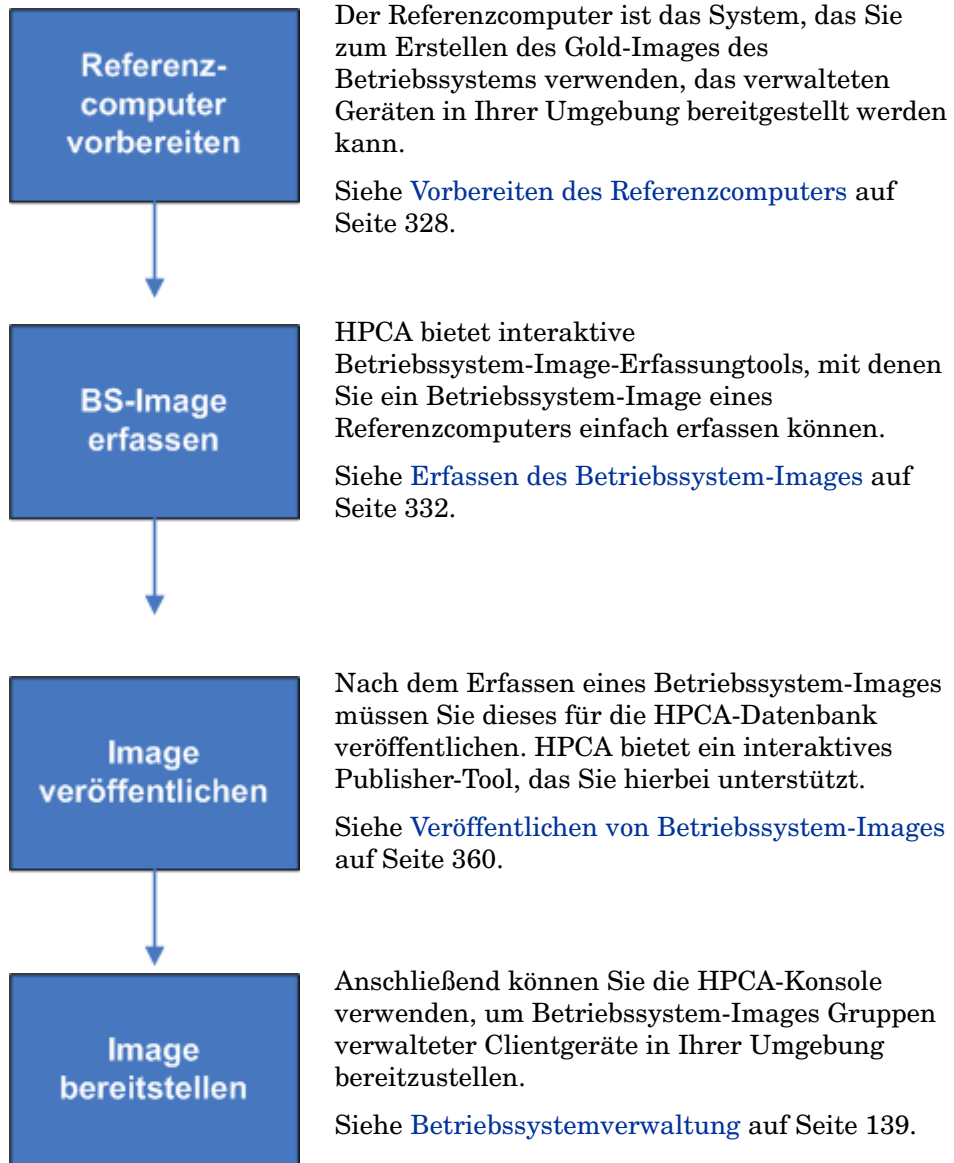 Referenz-
computer
vorbereiten
Der Referenzcomputer ist das System, das Sie
zum Erstellen des Gold-Images des
Betriebssystems verwenden, das verwalteten
Geräten in Ihrer Umgebung bereitgestellt werden
kann.
Siehe Vorbereiten des Referenzcomputers auf
Seite 328.
BS-Image
erfassen
HPCA bietet interaktive
Betriebssystem-Image-Erfassungtools, mit denen
Sie ein Betriebssystem-Image eines
Referenzcomputers einfach erfassen können.
Siehe Erfassen des Betriebssystem-Images auf
Seite 332.
Image
veröffentlichen
Nach dem Erfassen eines Betriebssystem-Images
müssen Sie dieses für die HPCA-Datenbank
veröffentlichen. HPCA bietet ein interaktives
Publisher-Tool, das Sie hierbei unterstützt.
Siehe Veröffentlichen von Betriebssystem-Images
auf Seite 360.
Image
bereitstellen
Anschließend können Sie die HPCA-Konsole
verwenden, um Betriebssystem-Images Gruppen
verwalteter Clientgeräte in Ihrer Umgebung
bereitzustellen.
Siehe Betriebssystemverwaltung auf Seite 139.